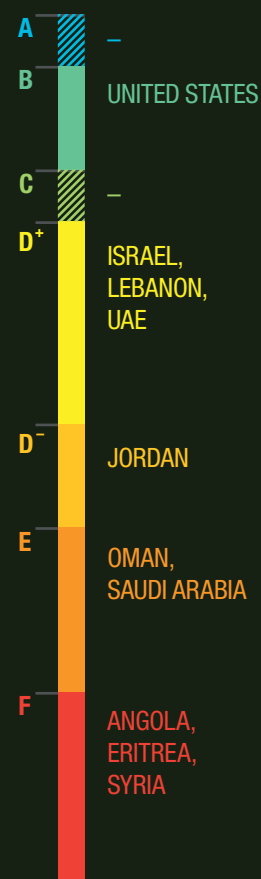 A
–
B
UNITED STATES
C
–
D+
ISRAEL,
LEBANON,
UAE
D-
JORDAN
E
OMAN,
SAUDI ARABIA
F
ANGOLA,
ERITREA,
SYRIA